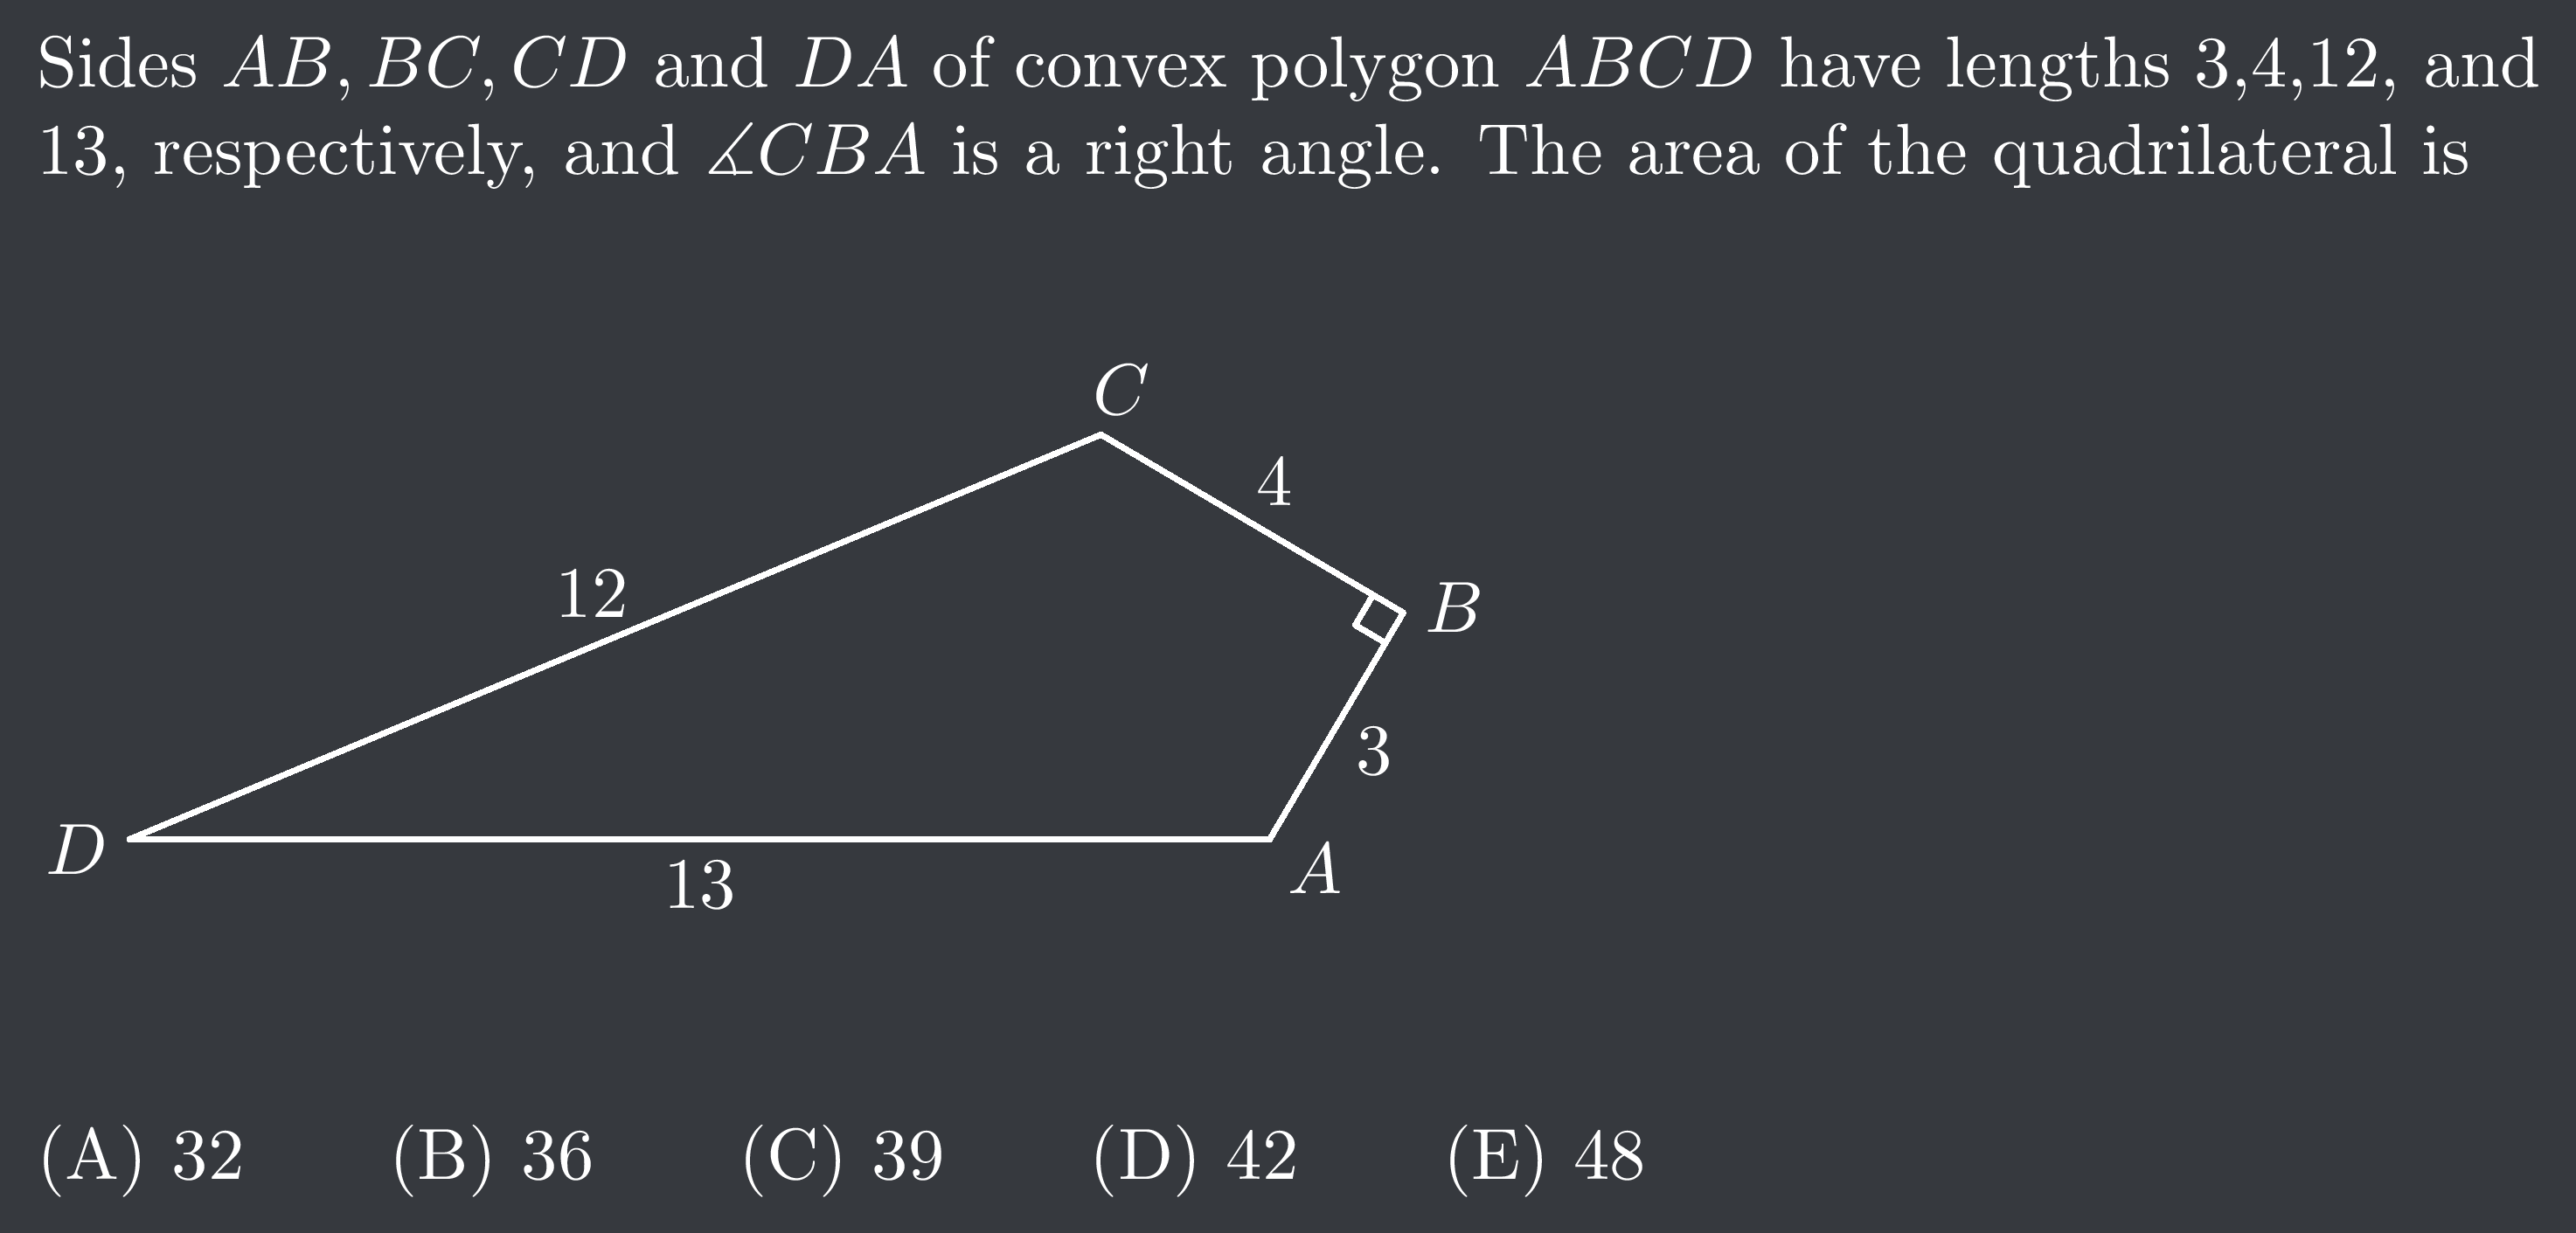 Sides AB, BC, CD and DA of convex polygon ABCD have lengths 3,4,12, and
13, respectively, and ∡CBA is a right angle. The area of the quadrilateral is
C
4
12
B
3
D
13
A
(A) 32 (B) 36 (C) 39 (D) 42 (E) 48